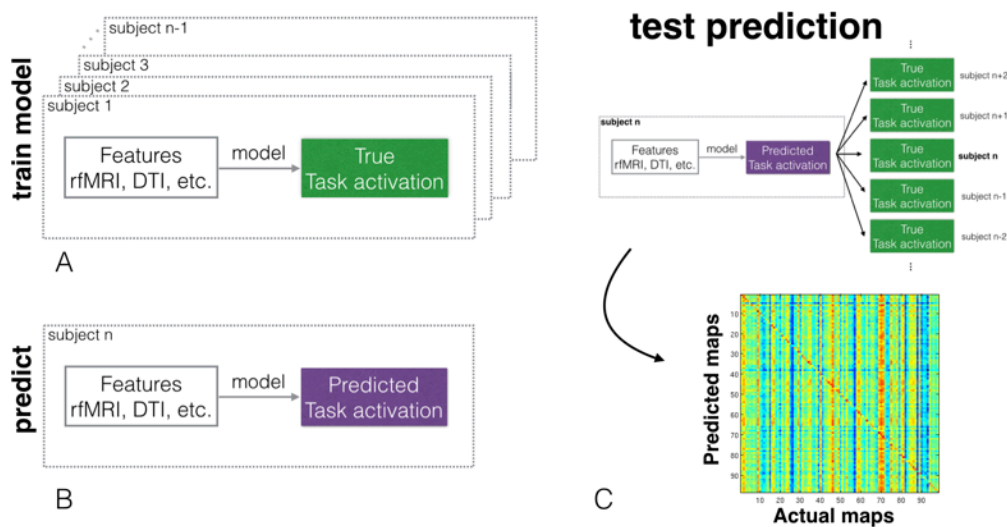 train model
subject n-1
subject 3
subject 2
subject 1
Features
rfMRI, DTI, etc.
model
True
Task activation
A
predict
subject n
Features
rfMRI, DTI, etc.
model
Predicted
Task activation
B
test prediction
subject n
Features
rfMRI, DTI, etc.
model
Predicted
Task activation
True
Task activation
subject n+2
True
Task activation
subject n+1
True
Task activation
subject n
True
Task activation
subject n-1
True
Task activation
subject n-2
Predicted maps
10
20
30
40
50
60
70
80
90
10 20 30 40 50 60 70 80 90
Actual maps
C